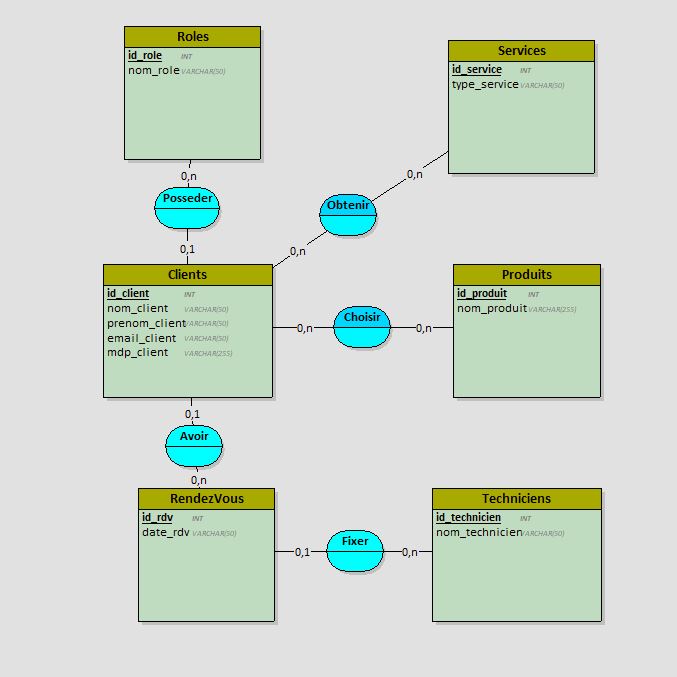 Roles
id_role INT
nom_role VARCHAR(50)
Services
id_service INT
type_service VARCHAR(50)
0,n
Posseder
0,1
0,n
Obtenir
0,n
Clients
id_client INT
nom_client VARCHAR(50)
prenom_client VARCHAR(50)
email_client VARCHAR(50)
mdp_client VARCHAR(255)
0,n
Choisir
0,n
Produits
id_produit INT
nom_produit VARCHAR(255)
0,1
Avoir
0,n
RendezVous
id_rdv INT
date_rdv VARCHAR(50)
0,1
Fixer
0,n
Techniciens
id_technicien INT
nom_technicien VARCHAR(50)